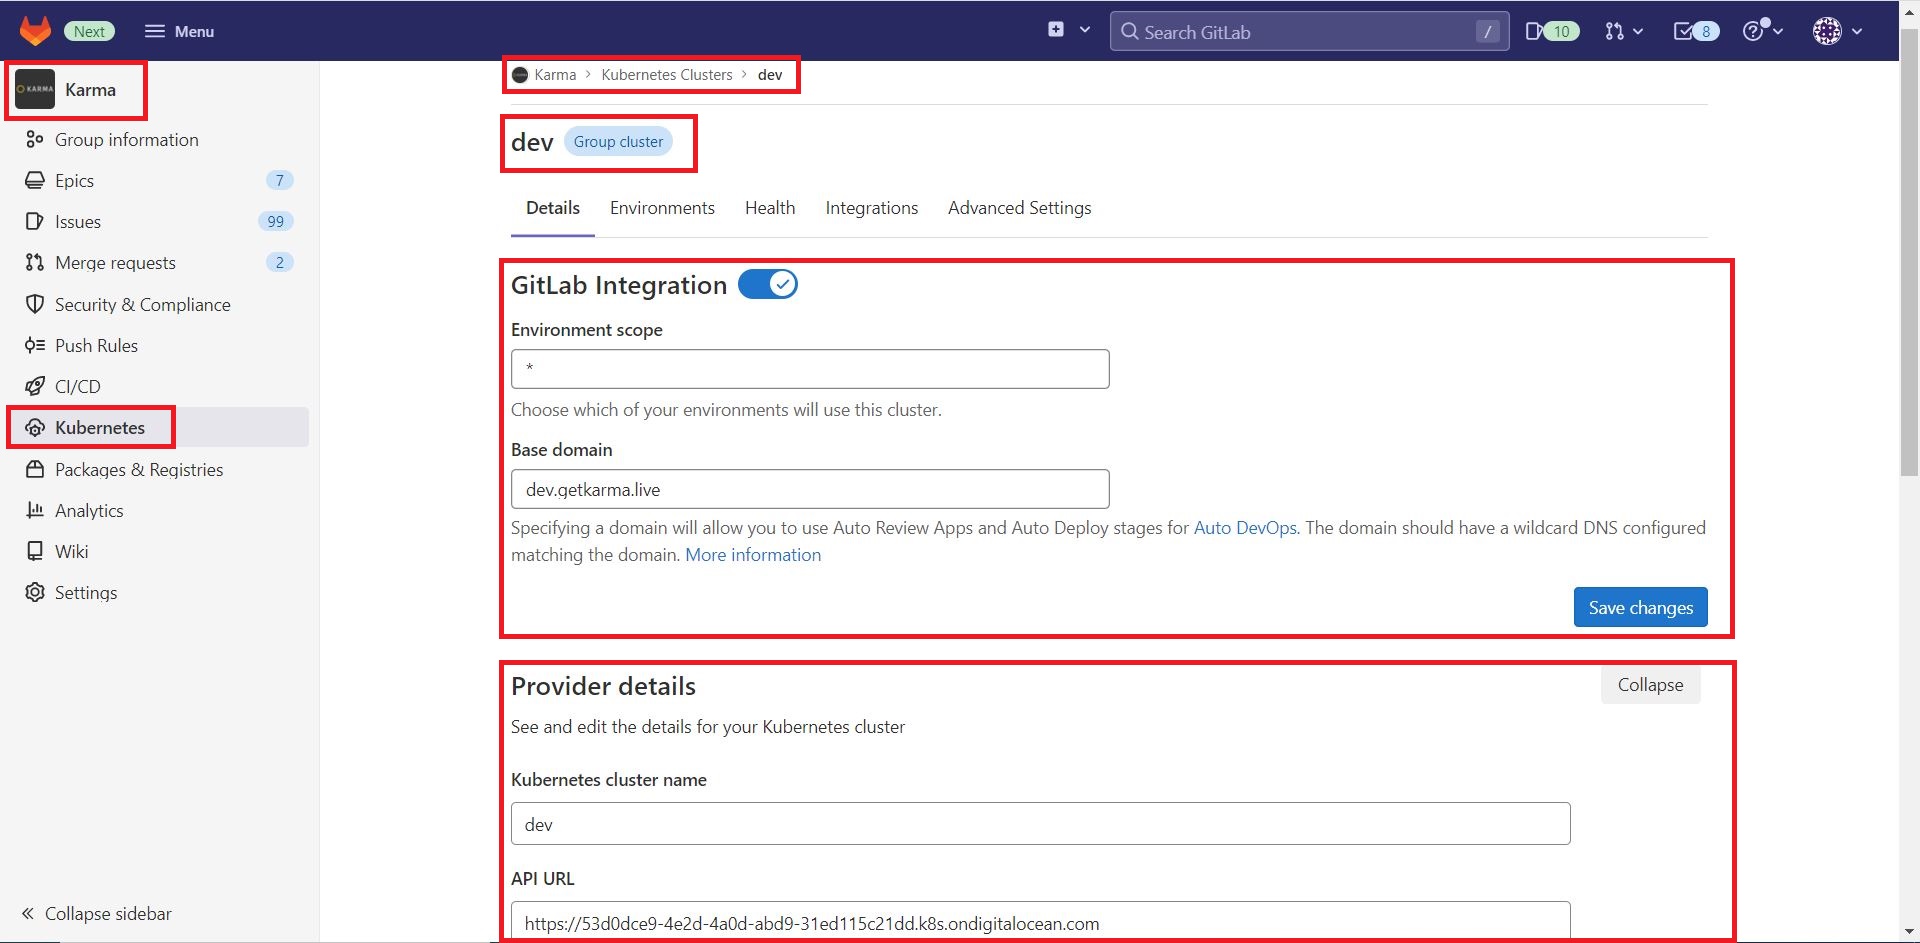 Next
Menu
Search GitLab
/
10
8
KARMA
Karma
Group information
Epics
7
Issues
99
Merge requests
2
Security & Compliance
Push Rules
CI/CD
Kubernetes
Packages & Registries
Analytics
Wiki
Settings
Collapse sidebar
Karma > Kubernetes Clusters > dev
dev Group cluster
Details Environments Health Integrations Advanced Settings
GitLab Integration
Environment scope
*
Choose which of your environments will use this cluster.
Base domain
dev.getkarma.live
Specifying a domain will allow you to use Auto Review Apps and Auto Deploy stages for Auto DevOps. The domain should have a wildcard DNS configured
matching the domain. More information
Save changes
Provider details
Collapse
See and edit the details for your Kubernetes cluster
Kubernetes cluster name
dev
API URL
https://53d0dce9-4e2d-4a0d-abd9-31ed115c21dd.k8s.ondigitalocean.com